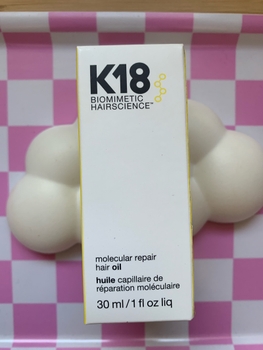 K18
BIOMIMETIC
HAIRSCIENCE™
molecular repair
hair oil
huile capillaire de
réparation moléculaire
30 ml / 1 fl oz liq